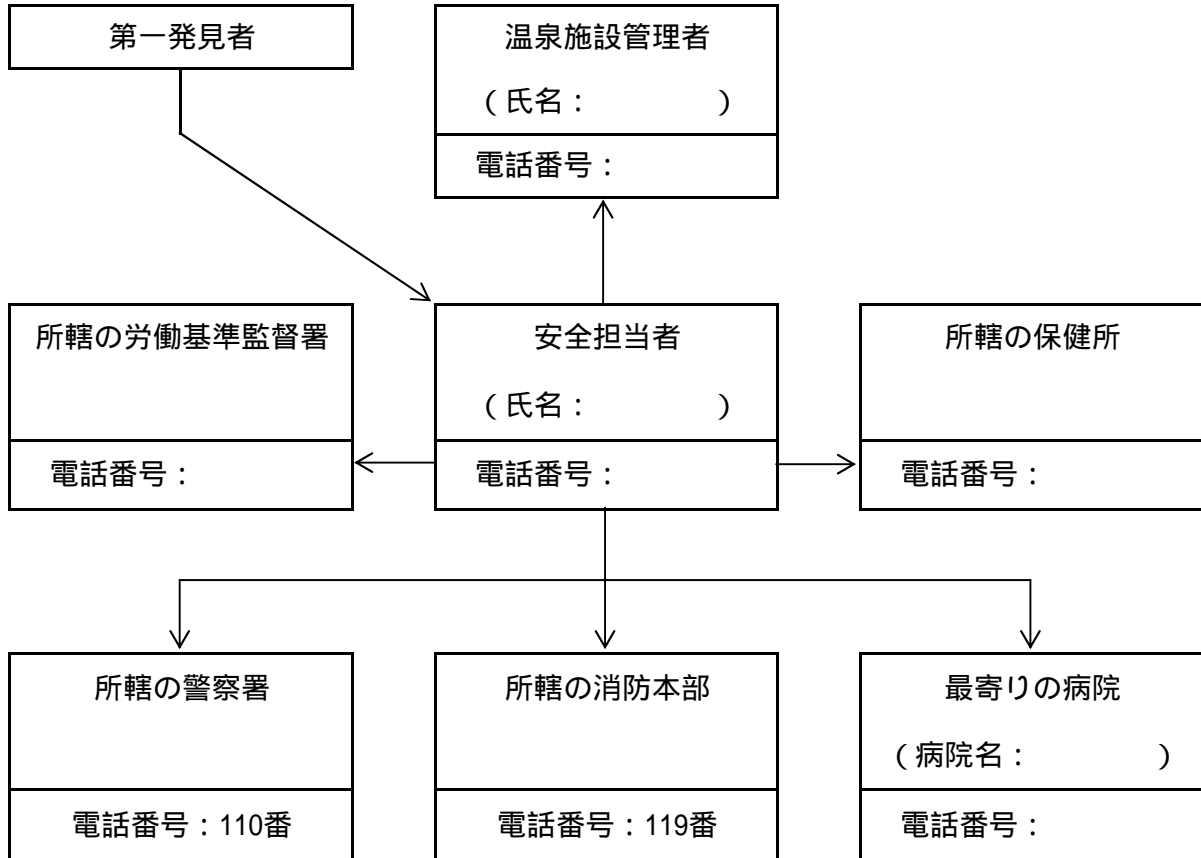 第一発見者
温泉施設管理者
（氏名：　　　　　）
電話番号：
所轄の労働基準監督署
電話番号：
安全担当者
（氏名：　　　　　）
電話番号：
所轄の保健所
電話番号：
所轄の警察署
電話番号：110番
所轄の消防本部
電話番号：119番
最寄りの病院
（病院名：　　　　　）
電話番号：